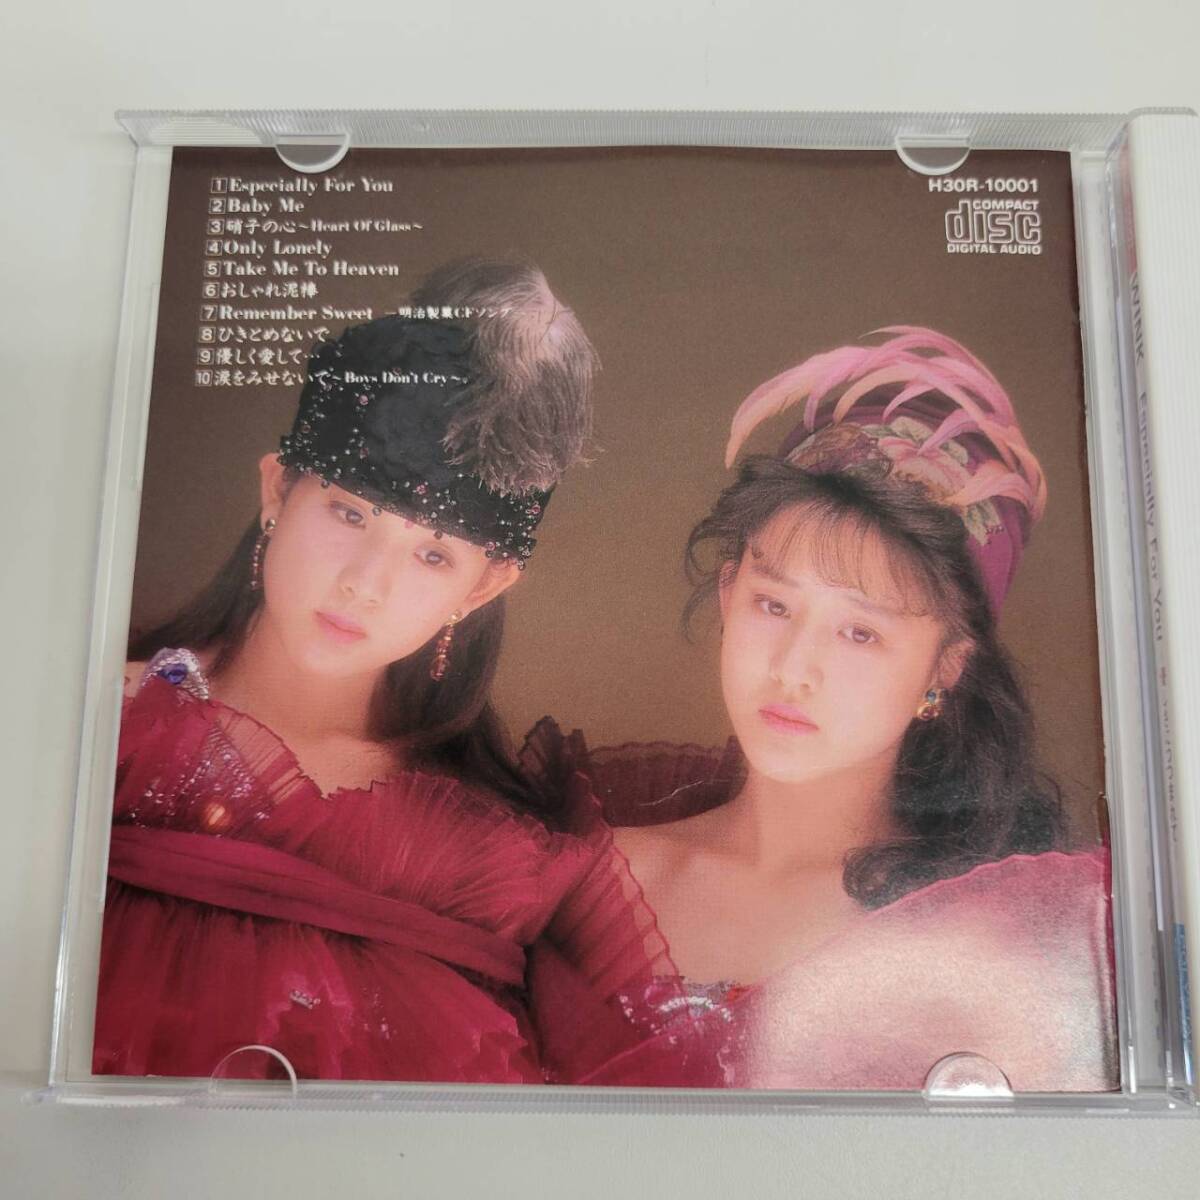 1 Especially For You
2 Baby Me
3 硝子の心～Heart Of Glass～
4 Only Lonely
5 Take Me To Heaven
6 おしゃれ泥棒
7 Remember Sweet —明治製菓CFソング
8 ひきとめないで
9 優しく愛して…
10 涙をみせないで～Boys Don't Cry～
H30R-10001
COMPACT
disc
DIGITAL AUDIO
WINK Especially For You